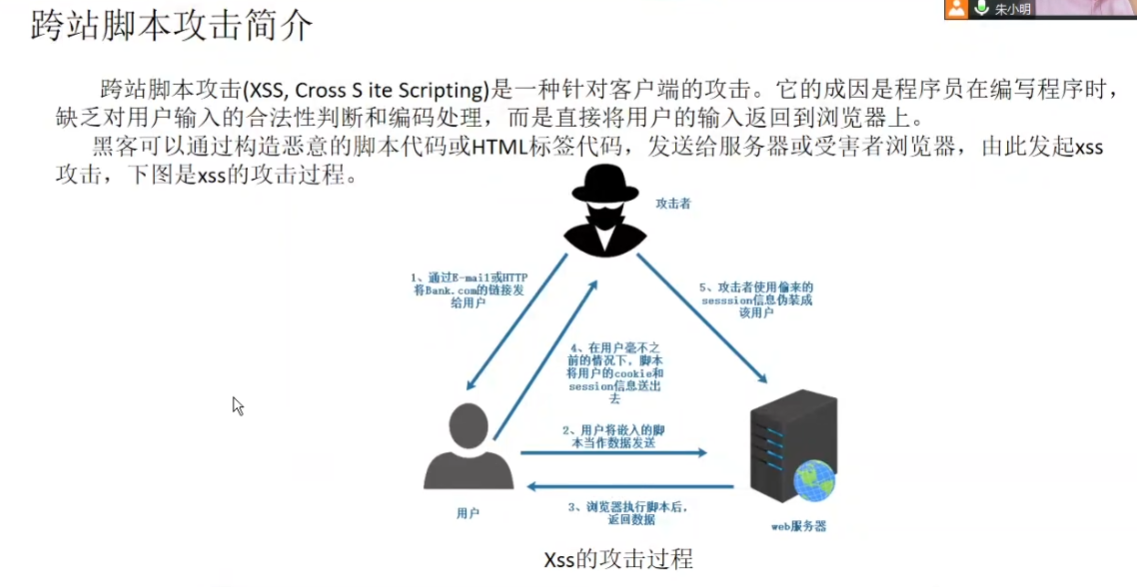 跨站脚本攻击简介
朱小明
跨站脚本攻击(XSS, Cross S ite Scripting)是一种针对客户端的攻击。它的成因是程序员在编写程序时，
缺乏对用户输入的合法性判断和编码处理，而是直接将用户的输入返回到浏览器上。
黑客可以通过构造恶意的脚本代码或HTML标签代码，发送给服务器或受害者浏览器，由此发起xss
攻击，下图是xss的攻击过程。
攻击者
1、通过E-mail或HTTP
将Bank.com的链接发
给用户
5、攻击者使用偷来的
sesssion信息伪装成
该用户
4、在用户毫不之
前的情况下，脚本
将用户的cookie和
session信息送出
去
2、用户将嵌入的脚
本当作数据发送
3、浏览器执行脚本后，
返回数据
用户
web服务器
Xss的攻击过程